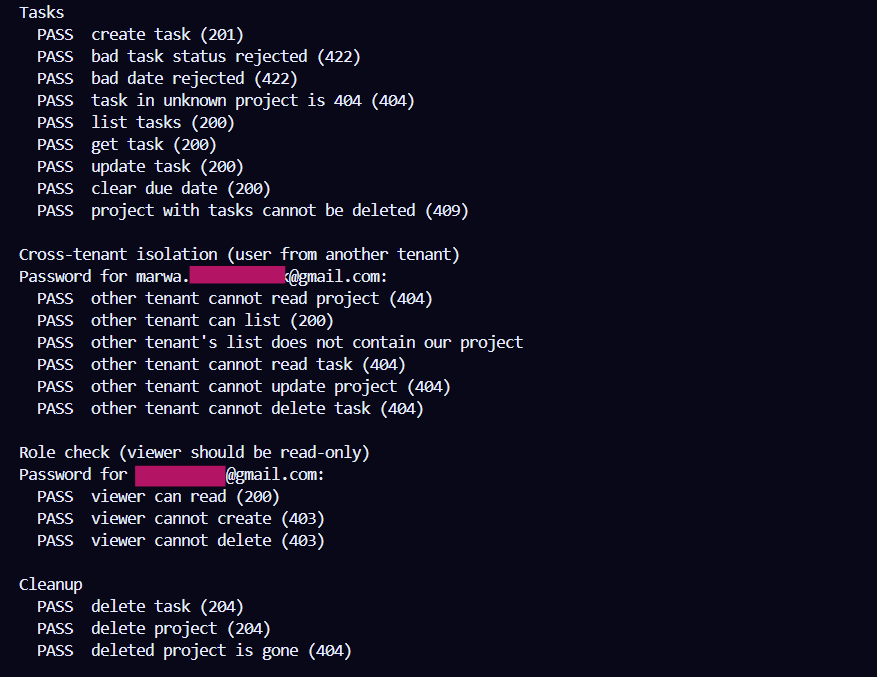 Tasks
PASS create task (201)
PASS bad task status rejected (422)
PASS bad date rejected (422)
PASS task in unknown project is 404 (404)
PASS list tasks (200)
PASS get task (200)
PASS update task (200)
PASS clear due date (200)
PASS project with tasks cannot be deleted (409)
Cross-tenant isolation (user from another tenant)
Password for marwa. @gmail.com:
PASS other tenant cannot read project (404)
PASS other tenant can list (200)
PASS other tenant's list does not contain our project
PASS other tenant cannot read task (404)
PASS other tenant cannot update project (404)
PASS other tenant cannot delete task (404)
Role check (viewer should be read-only)
Password for @gmail.com:
PASS viewer can read (200)
PASS viewer cannot create (403)
PASS viewer cannot delete (403)
Cleanup
PASS delete task (204)
PASS delete project (204)
PASS deleted project is gone (404)